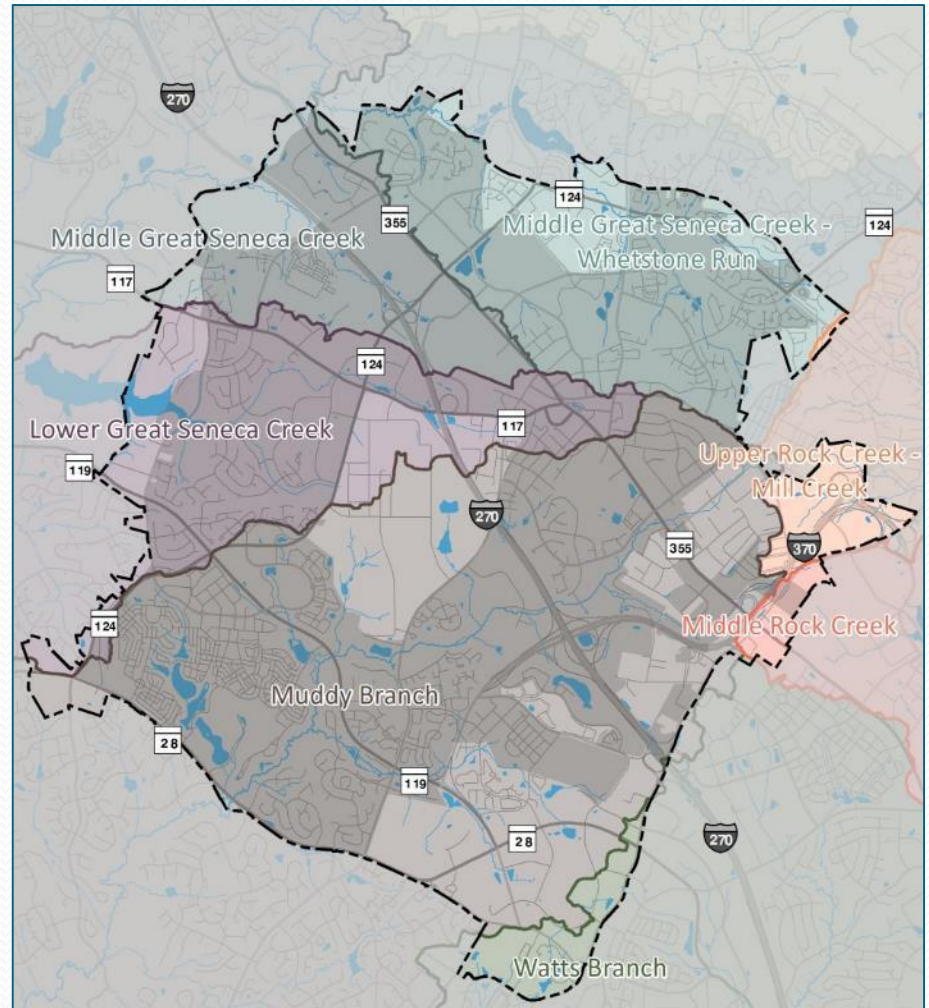 270
124
355
Middle Great Seneca Creek -
Whetstone Run
124
Middle Great Seneca Creek
117
124
117
Lower Great Seneca Creek
119
Upper Rock Creek -
Mill Creek
270
355
370
124
Middle Rock Creek
Muddy Branch
28
119
28
270
Watts Branch